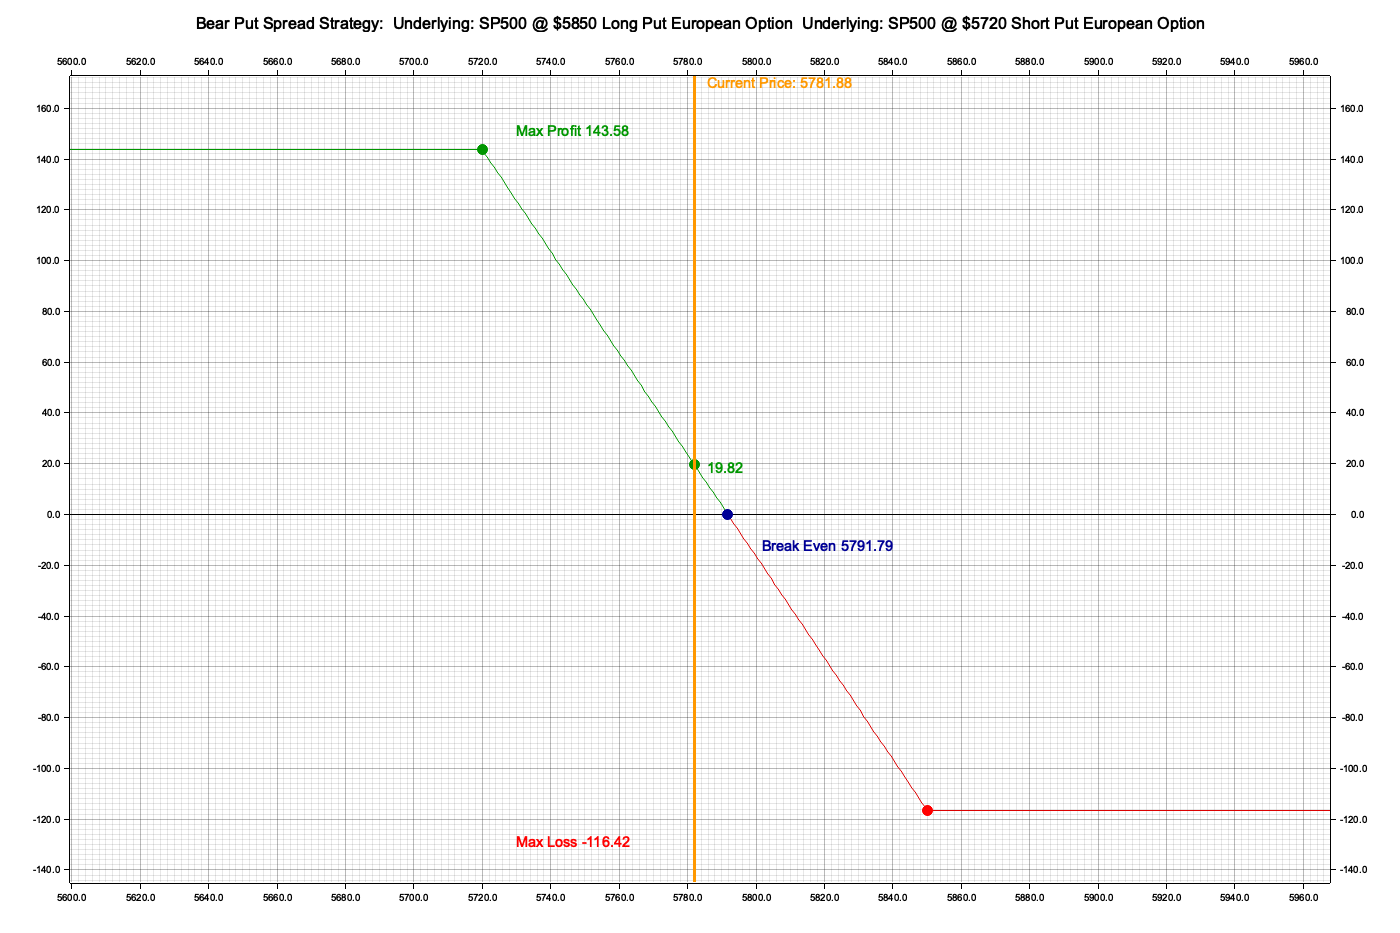 Bear Put Spread Strategy:  Underlying: SP500 @ $5850 Long Put European Option  Underlying: SP500 @ $5720 Short Put European Option
5600.0 5620.0 5640.0 5660.0 5680.0 5700.0 5720.0 5740.0 5760.0 5780.0 5800.0 5820.0 5840.0 5860.0 5880.0 5900.0 5920.0 5940.0 5960.0
Current Price: 5781.88
160.0 160.0
Max Profit 143.58
140.0 140.0
120.0 120.0
100.0 100.0
80.0 80.0
60.0 60.0
40.0 40.0
20.0 19.82 20.0
0.0 0.0
Break Even 5791.79
-20.0 -20.0
-40.0 -40.0
-60.0 -60.0
-80.0 -80.0
-100.0 -100.0
-120.0 -120.0
Max Loss -116.42
-140.0 -140.0
5600.0 5620.0 5640.0 5660.0 5680.0 5700.0 5720.0 5740.0 5760.0 5780.0 5800.0 5820.0 5840.0 5860.0 5880.0 5900.0 5920.0 5940.0 5960.0